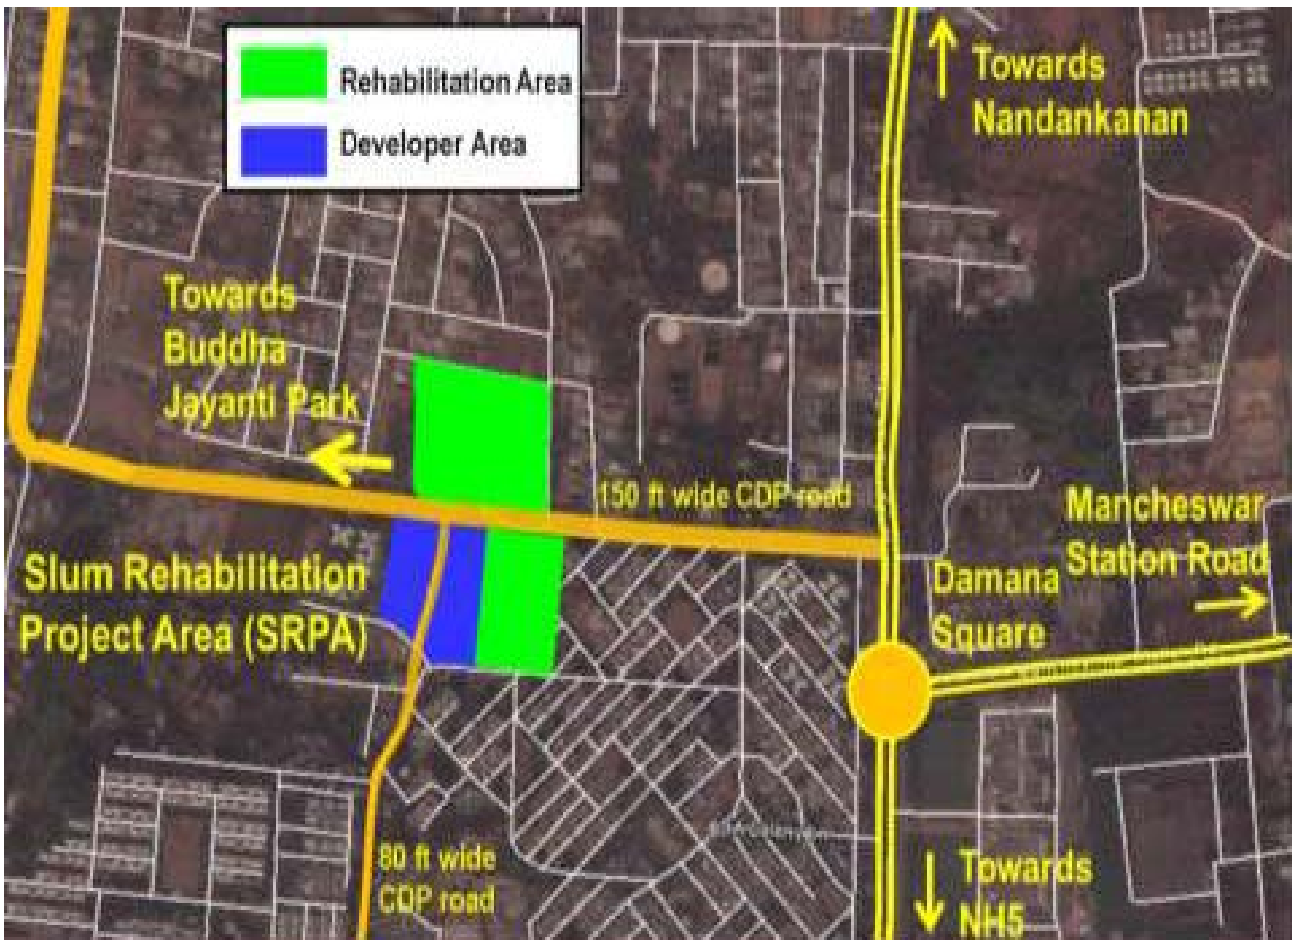 Rehabilitation Area
Developer Area
Towards
Nandankanan
Towards
Buddha
Jayanti Park
150 ft wide CDP road
Mancheswar
Station Road
Slum Rehabilitation
Project Area (SRPA)
Damana
Square
80 ft wide
CDP road
Towards
NH5